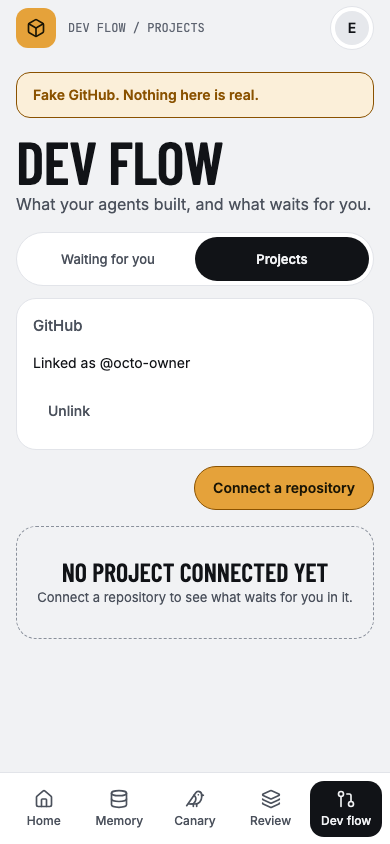 DEV FLOW / PROJECTS
E
Fake GitHub. Nothing here is real.
DEV FLOW
What your agents built, and what waits for you.
Waiting for you
Projects
GitHub
Linked as @octo-owner
Unlink
Connect a repository
NO PROJECT CONNECTED YET
Connect a repository to see what waits for you in it.
Home
Memory
Canary
Review
Dev flow